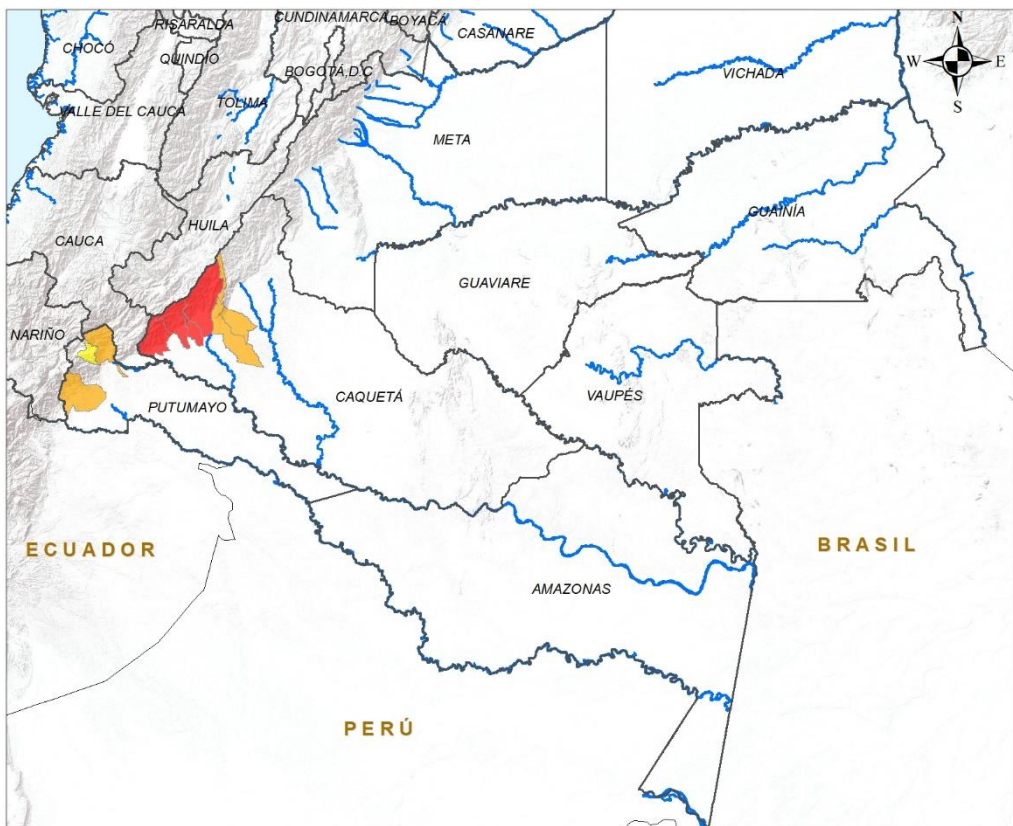 CUNDINAMARCA
BOYACÁ
RISARALDA
CASANARE
N
CHOCÓ
QUINDÍO
BOGOTÁ D.C
W
E
VICHADA
TOLIMA
S
VALLE DEL CAUCA
META
GUAINÍA
HUILA
CAUCA
GUAVIARE
NARIÑO
CAQUETÁ
VAUPÉS
PUTUMAYO
ECUADOR
BRASIL
AMAZONAS
PERÚ